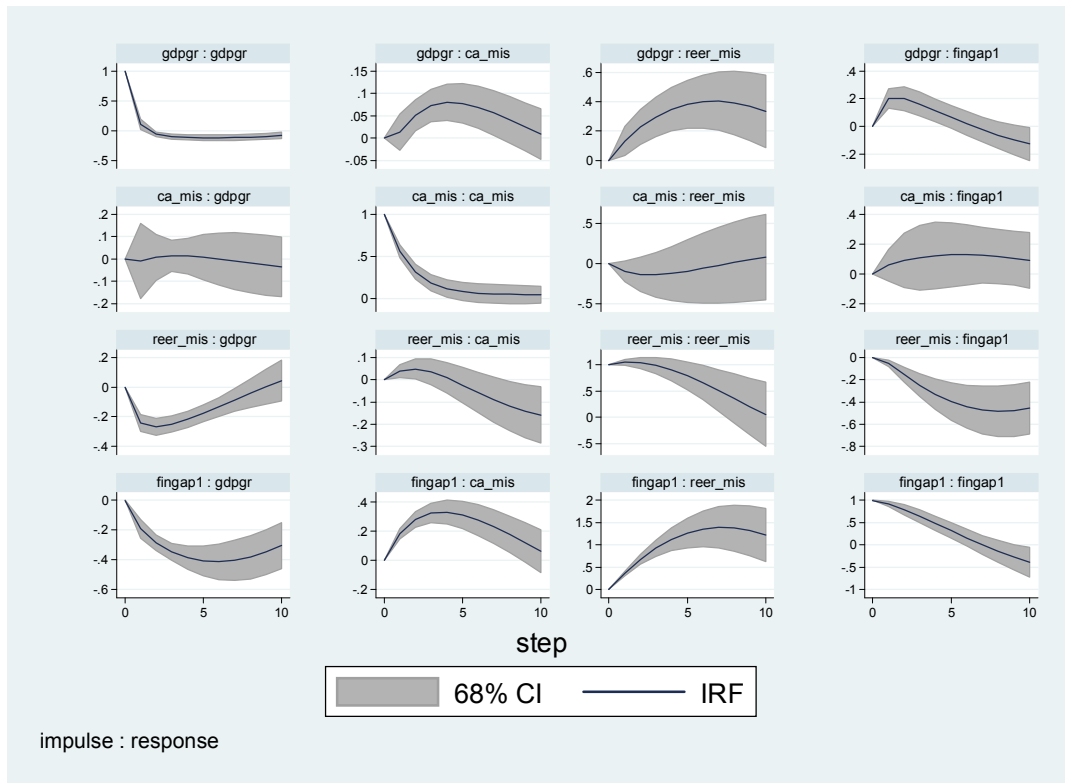 gdpgr : gdpgr
gdpgr : ca_mis
gdpgr : reer_mis
gdpgr : fingap1
1
.5
0
-.5
.15
.1
.05
0
-.05
.6
.4
.2
0
.4
.2
0
-.2
ca_mis : gdpgr
ca_mis : ca_mis
ca_mis : reer_mis
ca_mis : fingap1
.2
.1
0
-.1
-.2
1
.5
0
.5
0
-.5
.4
.2
0
-.2
reer_mis : gdpgr
reer_mis : ca_mis
reer_mis : reer_mis
reer_mis : fingap1
.2
0
-.2
-.4
.1
0
-.1
-.2
-.3
1
.5
0
-.5
0
-.2
-.4
-.6
-.8
fingap1 : gdpgr
fingap1 : ca_mis
fingap1 : reer_mis
fingap1 : fingap1
0
-.2
-.4
-.6
.4
.2
0
-.2
2
1.5
1
.5
0
1
.5
0
-.5
-1
0 5 10
0 5 10
0 5 10
0 5 10
step
68% CI
IRF
impulse : response